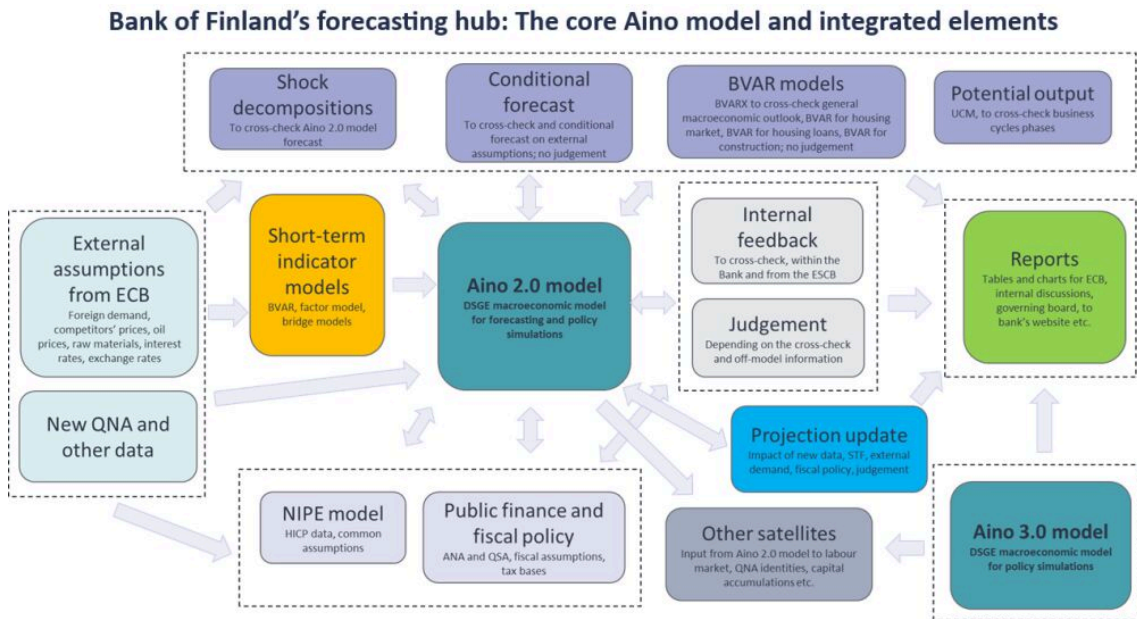 Bank of Finland's forecasting hub: The core Aino model and integrated elements
Shock
decompositions
To cross-check Aino 2.0 model
forecast
Conditional
forecast
To cross-check and conditional
forecast on external
assumptions; no judgement
BVAR models
BVARX to cross-check general
macroeconomic outlook, BVAR for housing
market, BVAR for housing loans, BVAR for
construction; no judgement
Potential output
UCM, to cross-check business
cycles phases
External
assumptions
from ECB
Foreign demand,
competitors' prices, oil
prices, raw materials, interest
rates, exchange rates
Short-term
indicator
models
BVAR, factor model,
bridge models
Aino 2.0 model
DSGE macroeconomic model
for forecasting and policy
simulations
Internal
feedback
To cross-check, within the
Bank and from the ESCB
Judgement
Depending on the cross-check
and off-model information
Reports
Tables and charts for ECB,
internal discussions,
governing board, to
bank's website etc.
New QNA and
other data
Projection update
Impact of new data, STF, external
demand, fiscal policy, judgement
NIPE model
HICP data, common
assumptions
Public finance and
fiscal policy
ANA and QSA, fiscal assumptions,
tax bases
Other satellites
Input from Aino 2.0 model to labour
market, QNA identities, capital
accumulations etc.
Aino 3.0 model
DSGE macroeconomic model
for policy simulations